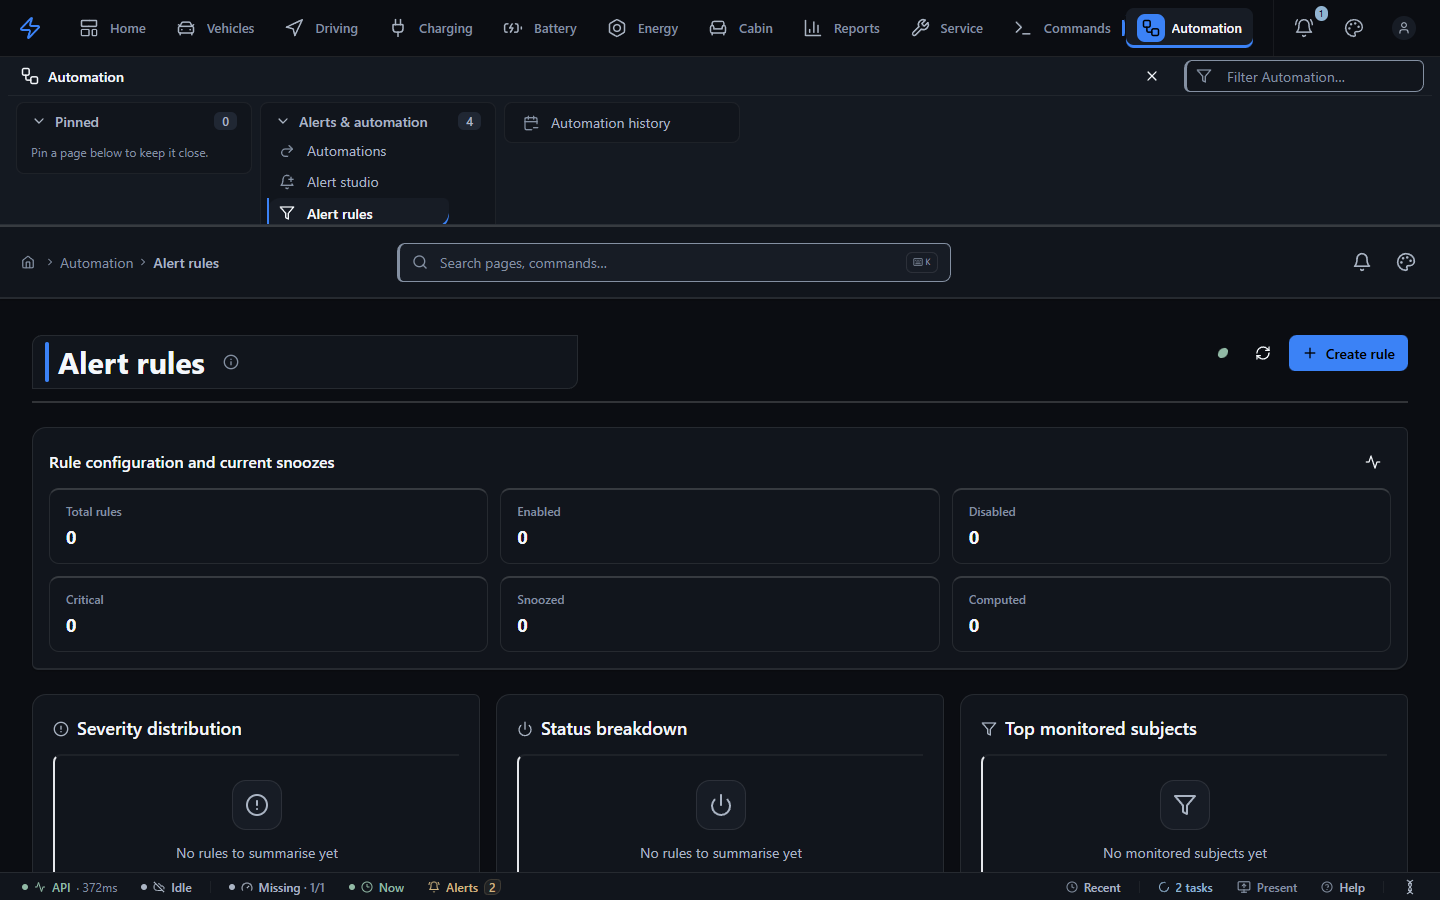 Home Vehicles Driving Charging Battery Energy Cabin Reports Service Commands Automation 1
Automation Filter Automation...
Pinned 0
Pin a page below to keep it close.
Alerts & automation 4
Automations
Alert studio
Alert rules
Automation history
Automation Alert rules Search pages, commands... K
Alert rules Create rule
Rule configuration and current snoozes
Total rules Enabled Disabled
0 0 0
Critical Snoozed Computed
0 0 0
Severity distribution Status breakdown Top monitored subjects
No rules to summarise yet No rules to summarise yet No monitored subjects yet
API · 372ms Idle Missing · 1/1 Now Alerts 2 Recent 2 tasks Present Help